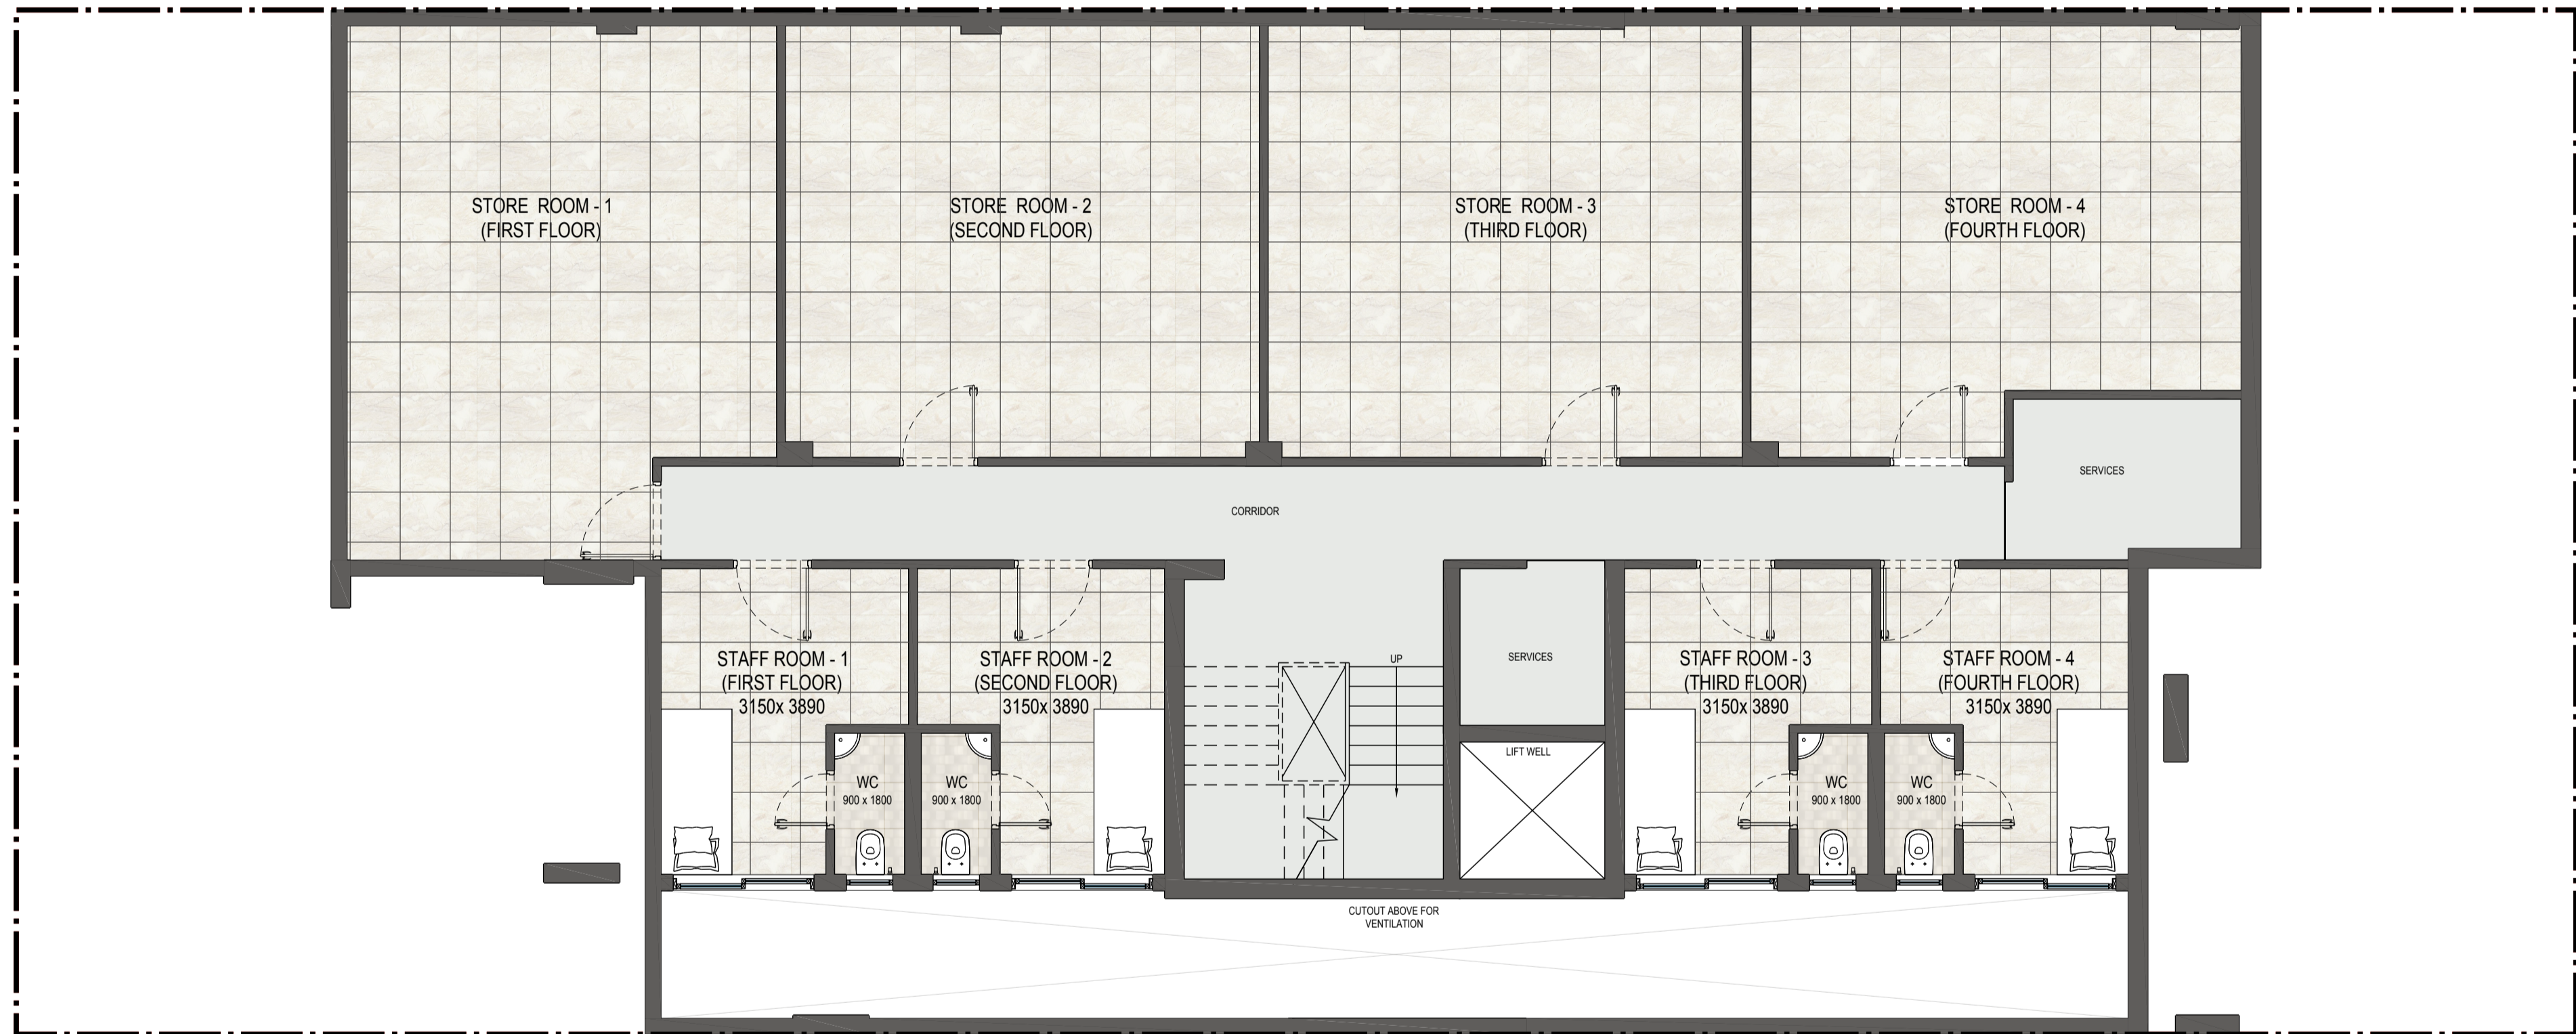 STORE ROOM - 1
(FIRST FLOOR)
STORE ROOM - 2
(SECOND FLOOR)
STORE ROOM - 3
(THIRD FLOOR)
STORE ROOM - 4
(FOURTH FLOOR)
SERVICES
CORRIDOR
STAFF ROOM - 1
(FIRST FLOOR)
3150x 3890
STAFF ROOM - 2
(SECOND FLOOR)
3150x 3890
UP
SERVICES
STAFF ROOM - 3
(THIRD FLOOR)
3150x 3890
STAFF ROOM - 4
(FOURTH FLOOR)
3150x 3890
LIFT WELL
WC
900 x 1800
WC
900 x 1800
WC
900 x 1800
WC
900 x 1800
CUTOUT ABOVE FOR
VENTILATION